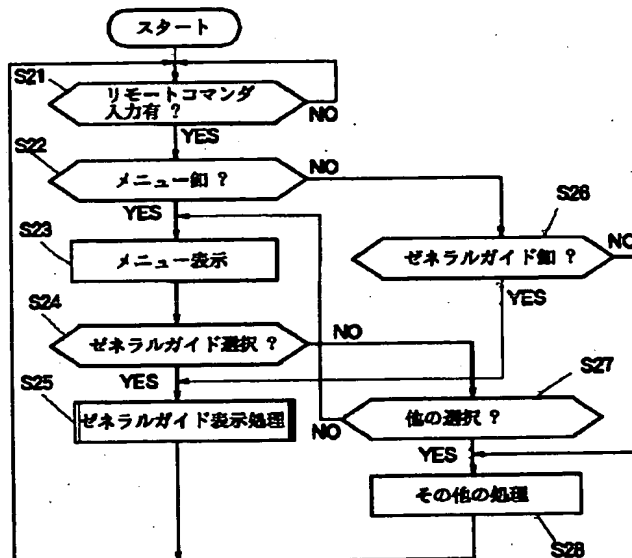 スタート
S21
リモートコマンダ
入力有 ?
NO
YES
S22
メニュー釦 ?
NO
YES
S23
メニュー表示
S26
ゼネラルガイド釦 ?
NO
YES
S24
ゼネラルガイド選択 ?
NO
YES
S25
ゼネラルガイド表示処理
S27
他の選択 ?
NO
YES
その他の処理
S28